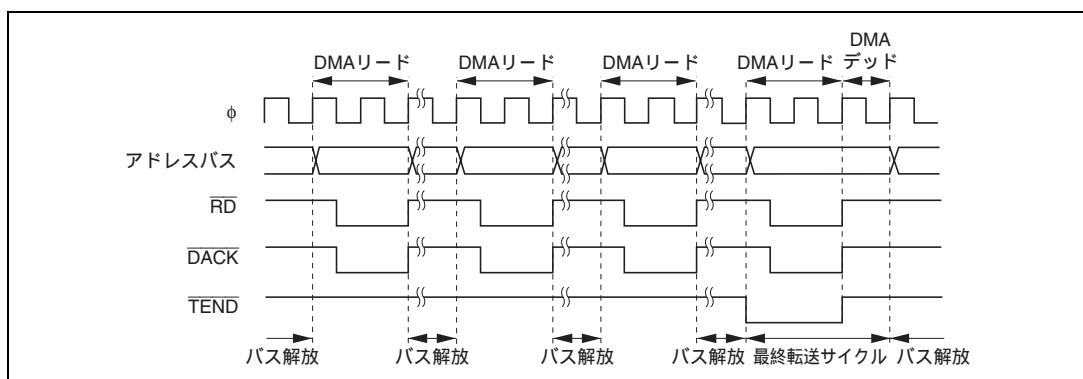 DMA
DMAリード DMAリード DMAリード DMAリード デッド
φ
アドレスバス
RD
DACK
TEND
バス解放 バス解放 バス解放 バス解放 最終転送サイクル バス解放